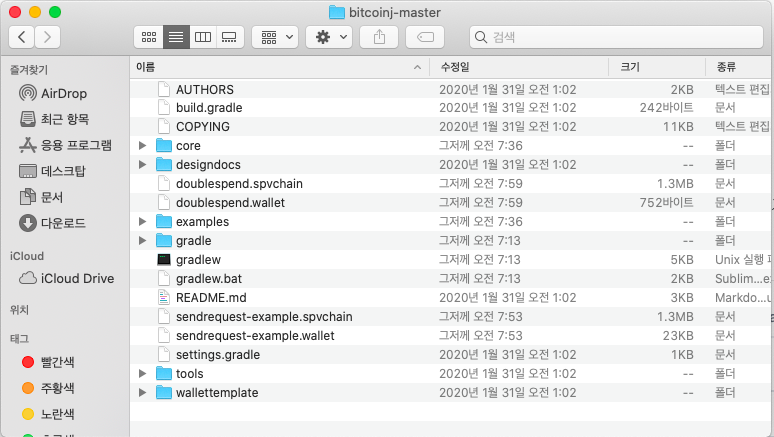 bitcoinj-master
검색
즐겨찾기
AirDrop
최근 항목
응용 프로그램
데스크탑
문서
다운로드
iCloud
iCloud Drive
위치
태그
빨간색
주황색
노란색
이름 수정일 크기 종류
AUTHORS 2020년 1월 31일 오전 1:02 2KB 텍스트 편집
build.gradle 2020년 1월 31일 오전 1:02 242바이트 문서
COPYING 2020년 1월 31일 오전 1:02 11KB 텍스트 편집
core 그저께 오전 7:36 -- 폴더
designdocs 2020년 1월 31일 오전 1:02 -- 폴더
doublespend.spvchain 그저께 오전 7:59 1.3MB 문서
doublespend.wallet 그저께 오전 7:59 752바이트 문서
examples 그저께 오전 7:36 -- 폴더
gradle 그저께 오전 7:13 -- 폴더
gradlew 그저께 오전 7:13 5KB Unix 실행
gradlew.bat 그저께 오전 7:13 2KB Sublim...ex
README.md 2020년 1월 31일 오전 1:02 3KB Markdo...u
sendrequest-example.spvchain 그저께 오전 7:53 1.3MB 문서
sendrequest-example.wallet 그저께 오전 7:53 23KB 문서
settings.gradle 2020년 1월 31일 오전 1:02 1KB 문서
tools 2020년 1월 31일 오전 1:02 -- 폴더
wallettemplate 2020년 1월 31일 오전 1:02 -- 폴더